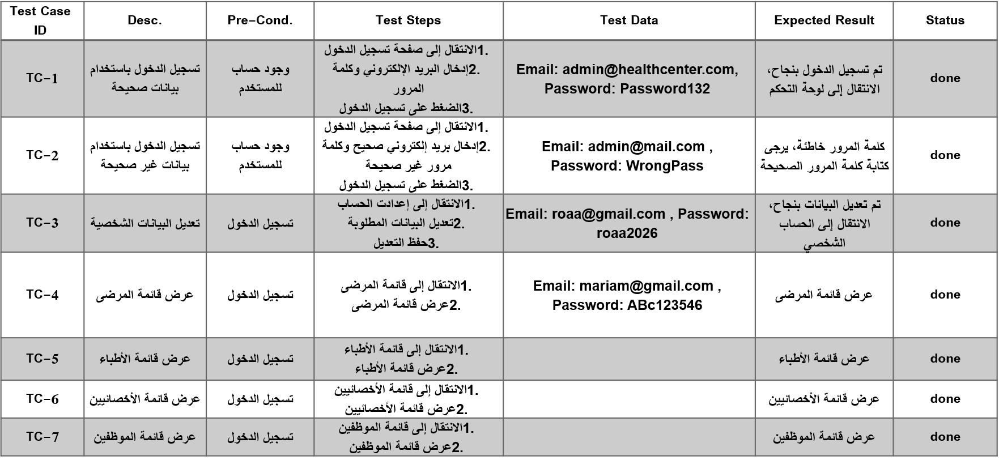 Test Case ID
Desc.
Pre-Cond.
Test Steps
Test Data
Expected Result
Status
TC-1
تسجيل الدخول باستخدام
بيانات صحيحة
وجود حساب
للمستخدم
1.الانتقال إلى صفحة تسجيل الدخول
2.إدخال البريد الإلكتروني وكلمة
المرور
3.الضغط على تسجيل الدخول
Email: admin@healthcenter.com,
Password: Password132
تم تسجيل الدخول بنجاح،
الانتقال إلى لوحة التحكم
done
TC-2
تسجيل الدخول باستخدام
بيانات غير صحيحة
وجود حساب
للمستخدم
1.الانتقال إلى صفحة تسجيل الدخول
2.إدخال بريد إلكتروني صحيح وكلمة
مرور غير صحيحة
3.الضغط على تسجيل الدخول
Email: admin@mail.com ,
Password: WrongPass
كلمة المرور خاطئة، يرجى
كتابة كلمة المرور الصحيحة
done
TC-3
تعديل البيانات الشخصية
تسجيل الدخول
1.الانتقال إلى إعدادت الحساب
2.تعديل البيانات المطلوبة
3.حفظ التعديل
Email: roaa@gmail.com , Password:
roaa2026
تم تعديل البيانات بنجاح،
الانتقال إلى الحساب
الشخصي
done
TC-4
عرض قائمة المرضى
تسجيل الدخول
1.الانتقال إلى قائمة المرضى
2.عرض قائمة المرضى
Email: mariam@gmail.com ,
Password: ABc123546
عرض قائمة المرضى
done
TC-5
عرض قائمة الأطباء
تسجيل الدخول
1.الانتقال إلى قائمة الأطباء
2.عرض قائمة الأطباء
عرض قائمة الأطباء
done
TC-6
عرض قائمة الأخصائيين
تسجيل الدخول
1.الانتقال إلى قائمة الأخصائيين
2.عرض قائمة الأخصائيين
عرض قائمة الأخصائيين
done
TC-7
عرض قائمة الموظفين
تسجيل الدخول
1.الانتقال إلى قائمة الموظفين
2.عرض قائمة الموظفين
عرض قائمة الموظفين
done